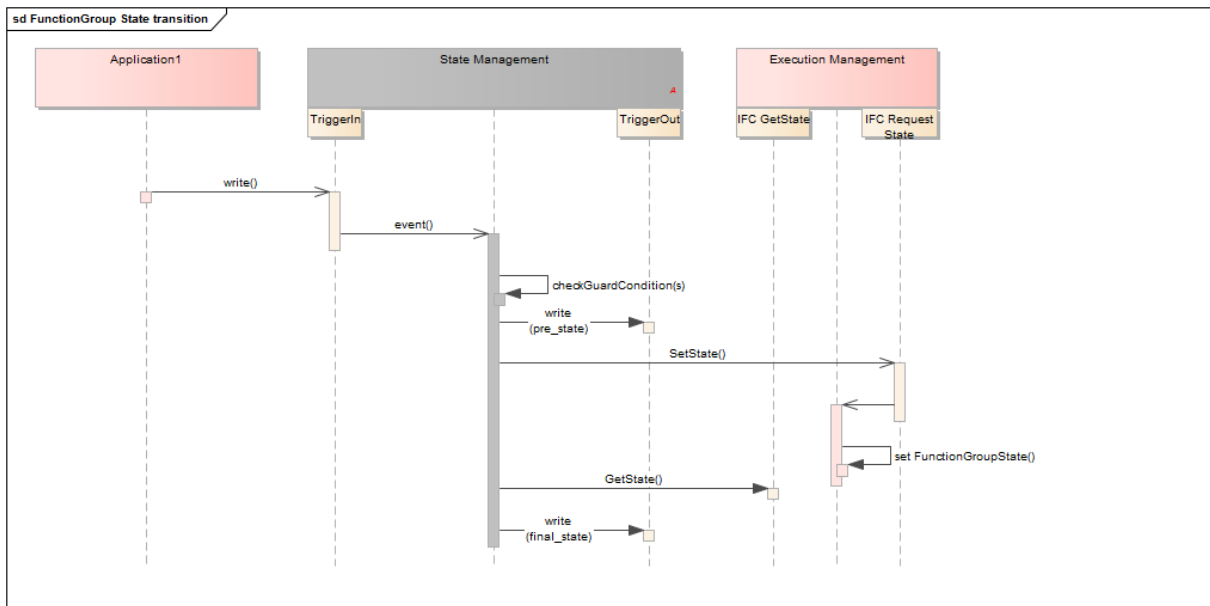 sd FunctionGroup State transition
Application1
State Management
Execution Management
A
TriggerIn
TriggerOut
IFC GetState
IFC Request
State
write()
event()
checkGuardCondition(s)
write
(pre_state)
SetState()
set FunctionGroupState()
GetState()
write
(final_state)